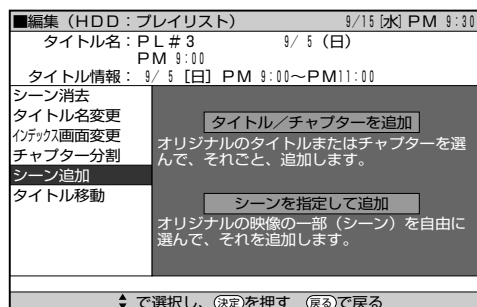 ■編集(HDD:プレイリスト) 9/15[水] PM 9:30
タイトル名:PL#3 9/ 5(日)
PM 9:00
タイトル情報: 9/ 5[日] PM 9:00~PM11:00
シーン消去
タイトル名変更
インデックス画面変更
チャプター分割
シーン追加
タイトル移動
タイトル/チャプターを追加
オリジナルのタイトルまたはチャプターを選
んで、それごと、追加します。
シーンを指定して追加
オリジナルの映像の一部(シーン)を自由に
選んで、それを追加します。
で選択し、決定を押す 戻るで戻る